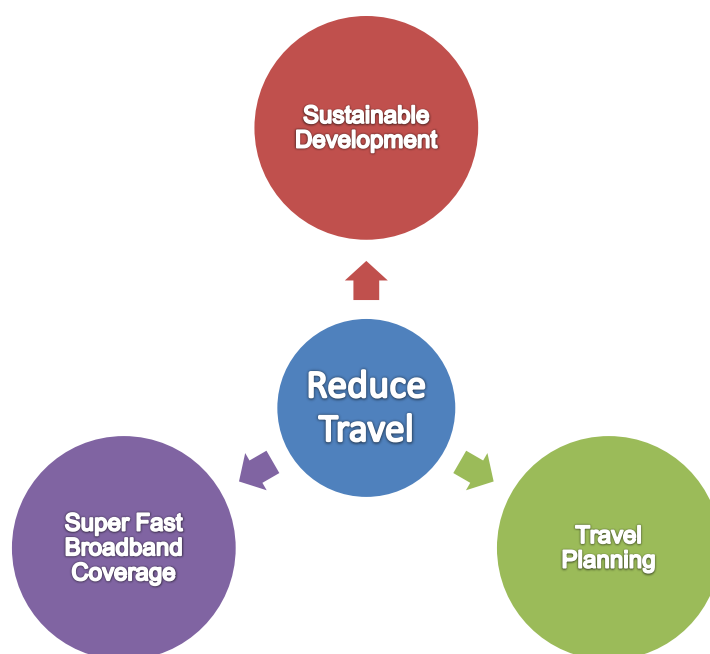 Sustainable
Development
Reduce
Travel
Super Fast
Broadband
Coverage
Travel
Planning